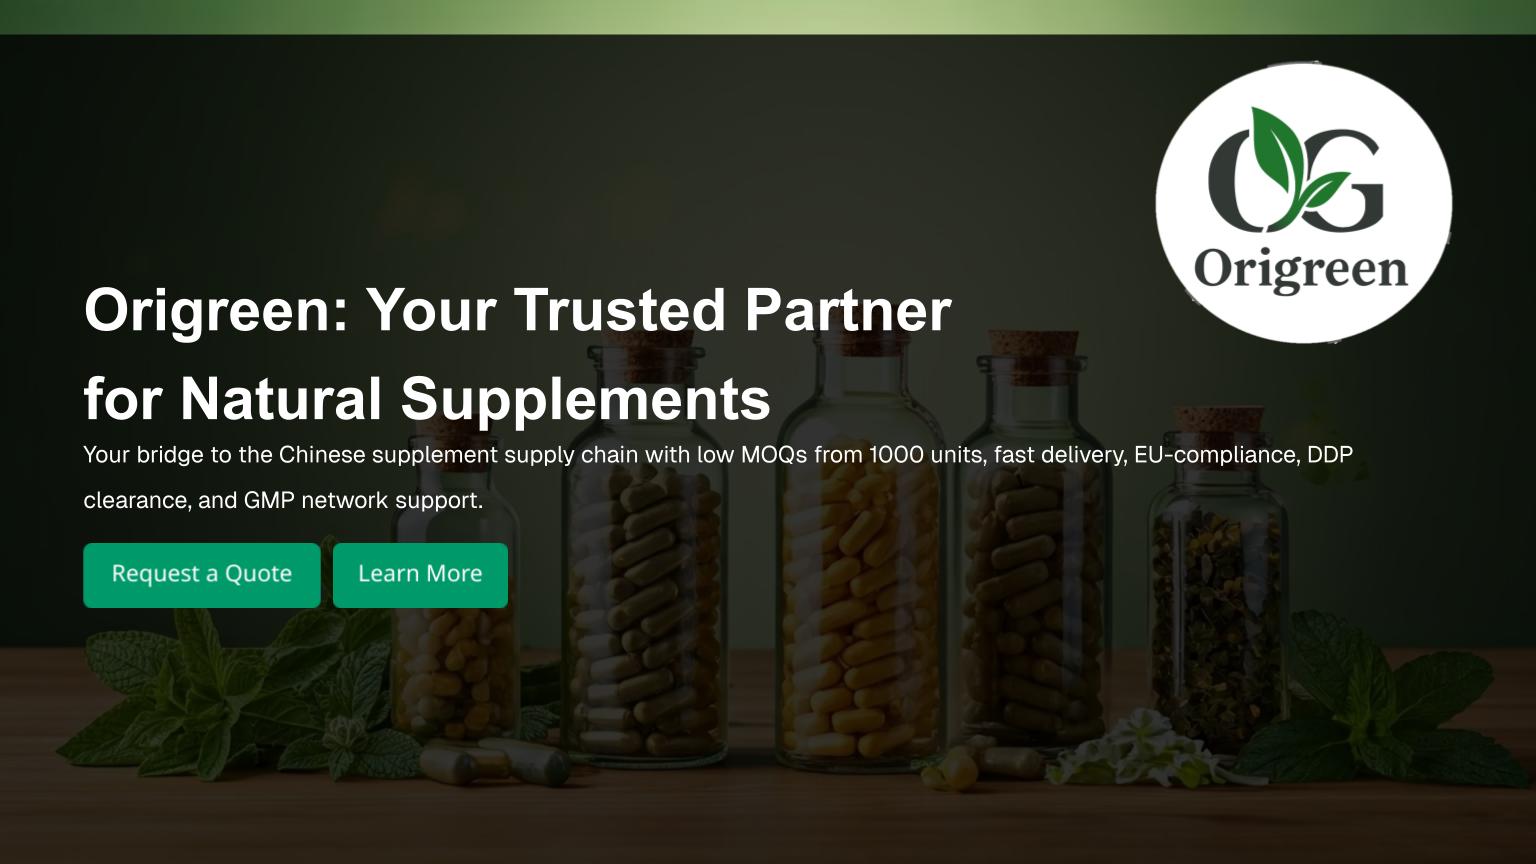 OG
Origreen
Origreen: Your Trusted Partner
for Natural Supplements
Your bridge to the Chinese supplement supply chain with low MOQs from 1000 units, fast delivery, EU-compliance, DDP
clearance, and GMP network support.
Request a Quote
Learn More